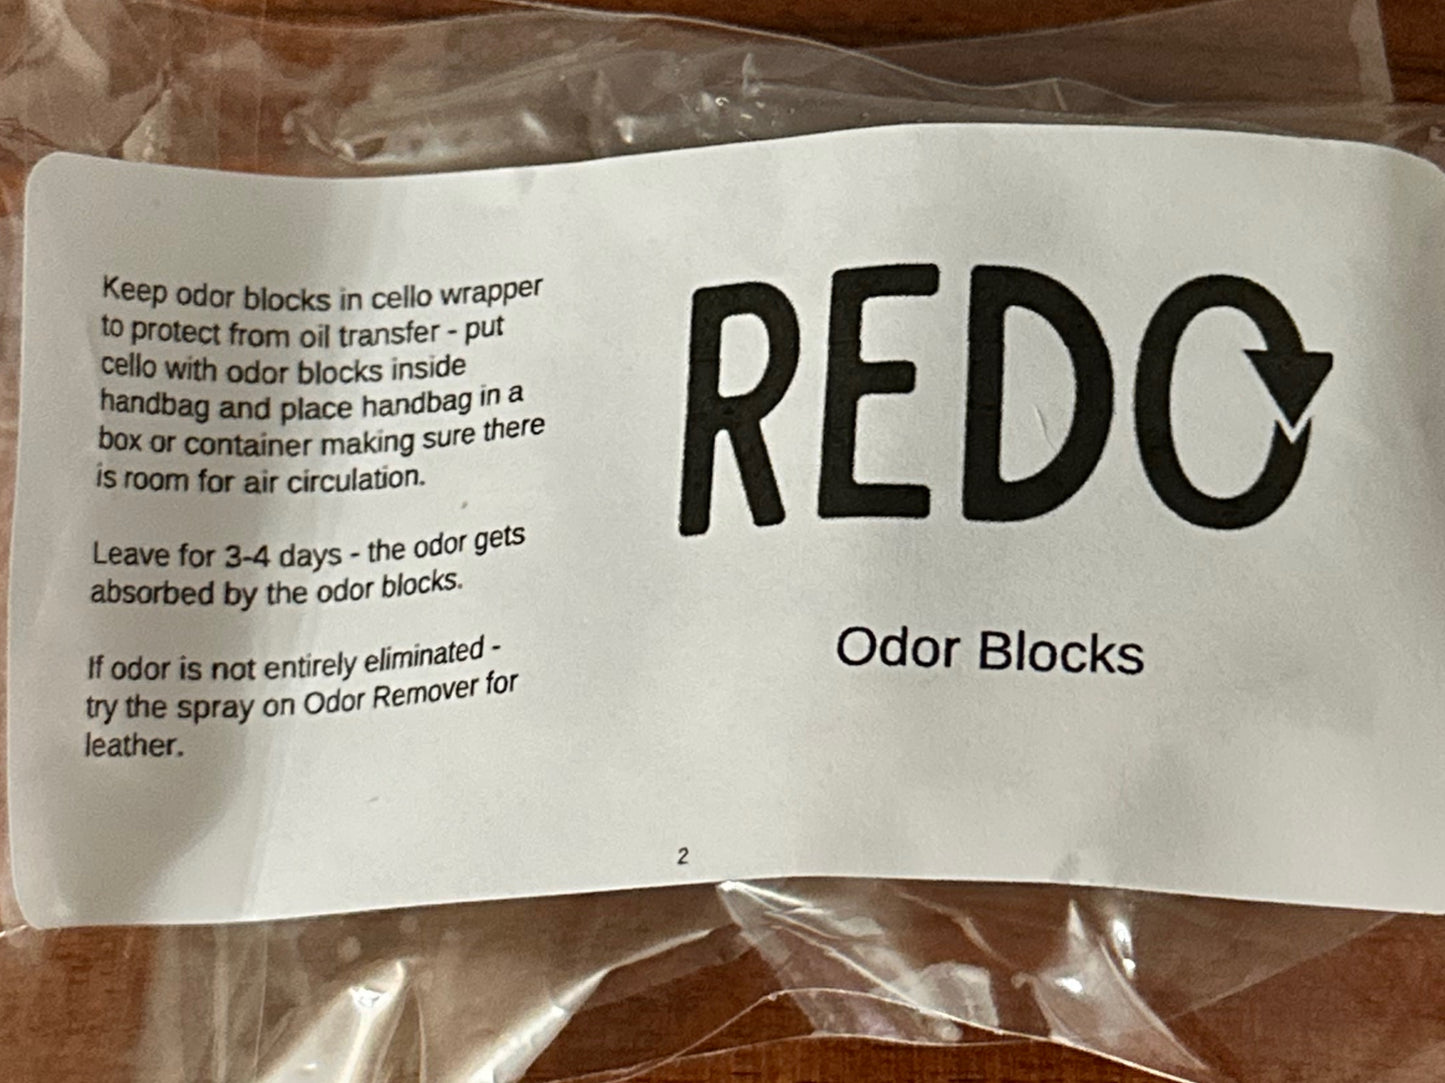 Keep odor blocks in cello wrapper
to protect from oil transfer - put
cello with odor blocks inside
handbag and place handbag in a
box or container making sure there
is room for air circulation.
Leave for 3-4 days - the odor gets
absorbed by the odor blocks.
If odor is not entirely eliminated -
try the spray on Odor Remover for
leather.
REDO
Odor Blocks
2